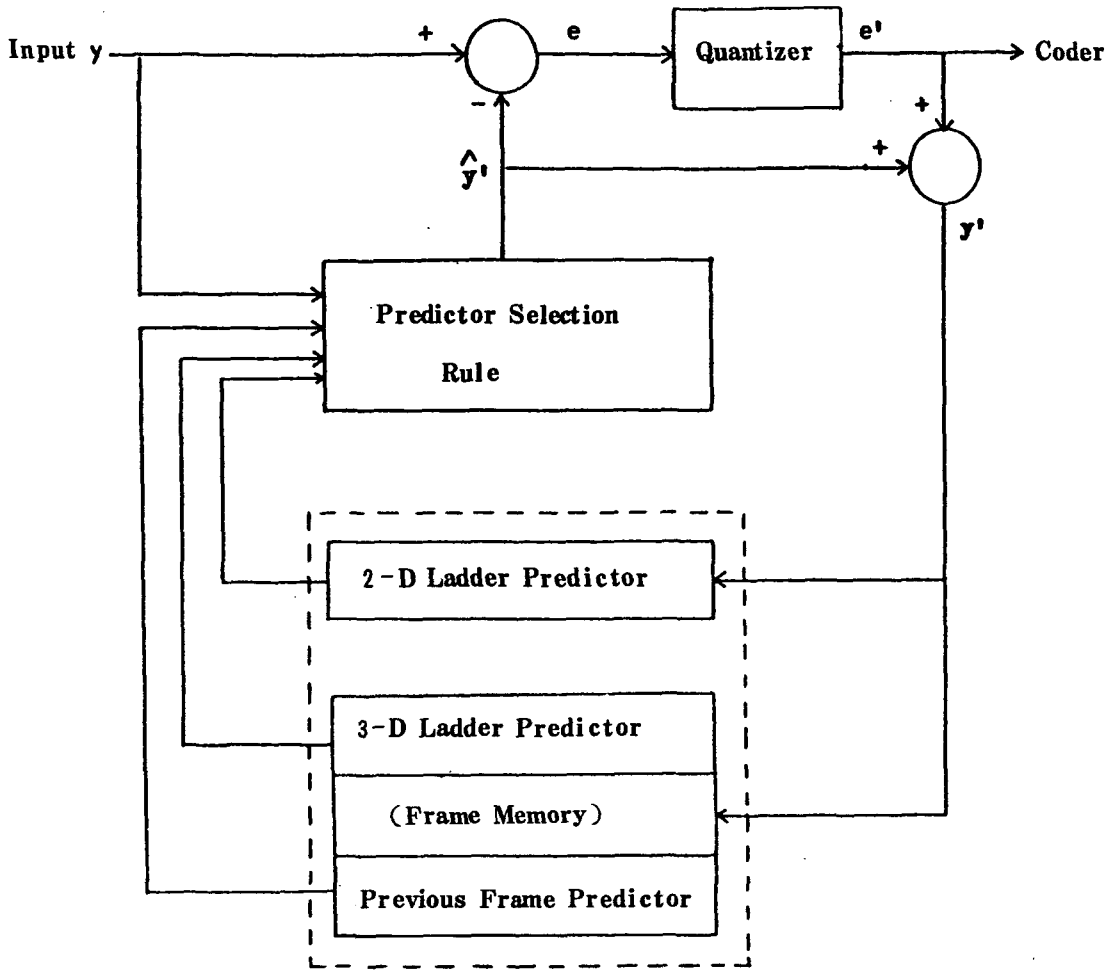 Input y
+
e
Quantizer
e'
Coder
-
+
+
ŷ'
y'
Predictor Selection
Rule
2-D Ladder Predictor
3-D Ladder Predictor
(Frame Memory)
Previous Frame Predictor